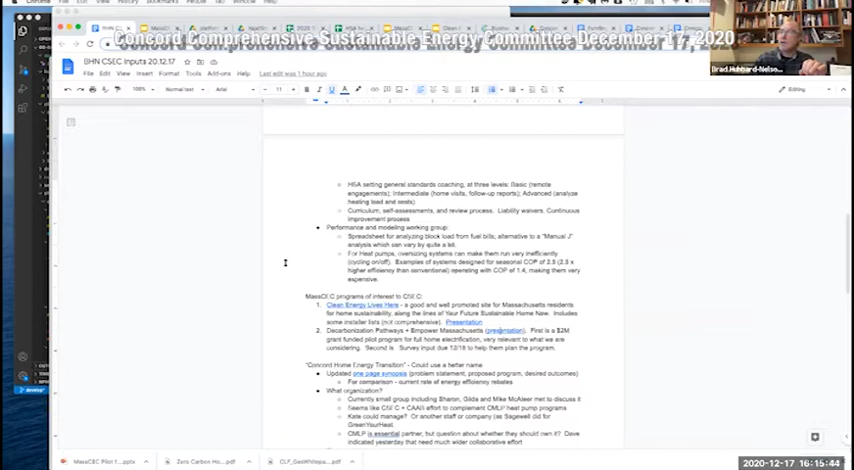 Concord Comprehensive Sustainable Energy Committee December 17, 2020
BHN CSEC Inputs 20.12.17
File Edit View Insert Format Tools Add-ons Help Last edit was 1 hour ago
100% Normal text Arial 11 Editing
Brad Hubbard-Nelson
HSA setting general standards coaching, at three levels: Basic (remote
engagements); Intermediate (home visits, follow-up reports); Advanced (analyze
heating load and
Curriculum, self-assessments, and review process. Liability waivers, Continuous
improvement process
Performance and modeling working group:
Spreadsheet for analyzing block load from fuel bills; alternative to a "Manual J"
analysis which can vary by quite a bit.
For Heat pumps, oversizing systems can make them run very inefficiently
(cycling on/off). Examples of systems designed for seasonal COP of 2.5 (2.5 x
higher efficiency than conventional) operating with COP of 1.4, making them very
expensive.
MassCEC programs of interest to CSEC:
1. Clean Energy Lives Here - a good and well promoted site for Massachusetts residents
for home sustainability, along the lines of Your Future Sustainable Home Now. Includes
some installer lists (not comprehensive). Presentation
2. Decarbonization Pathways + Empower Massachusetts (presentation). First is a $2M
grant funded pilot program for full home electrification, very relevant to what we are
considering. Second is Survey input due 12/18 to help them plan the program.
"Concord Home Energy Transition" - Could use a better name
Updated one page synopsis (problem statement, proposed program, desired outcomes)
For comparison - current rate of energy efficiency rebates
What organization?
Currently small group including Sharon, Gilda and Mike McAteer met to discuss it
Seems like CSEC + CAAB effort to complement CMLP heat pump programs
Kate could manage? Or another staff or company (as Sagewell did for
GreenYourHeat
CMLP is essential partner, but question about whether they should own it? Dave
indicated yesterday that need much wider collaborative effort
MassCEC Pilot f....pptx
Zero Carbon Ho....pdf
CLF_GasWhitepa....pdf
2020-12-17 16:15:44